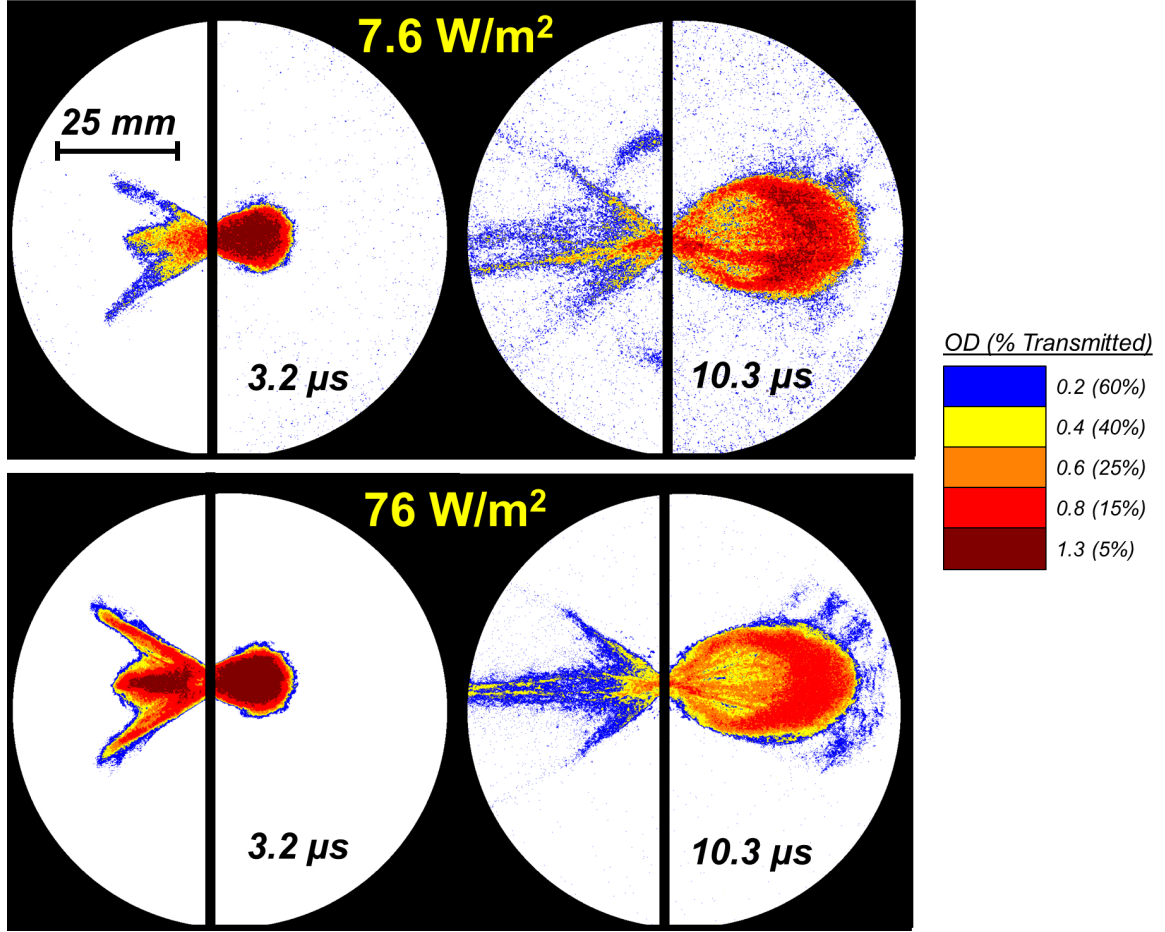 7.6 W/m²
25 mm
3.2 µs
10.3 µs
76 W/m²
3.2 µs
10.3 µs
OD (% Transmitted)
0.2 (60%)
0.4 (40%)
0.6 (25%)
0.8 (15%)
1.3 (5%)